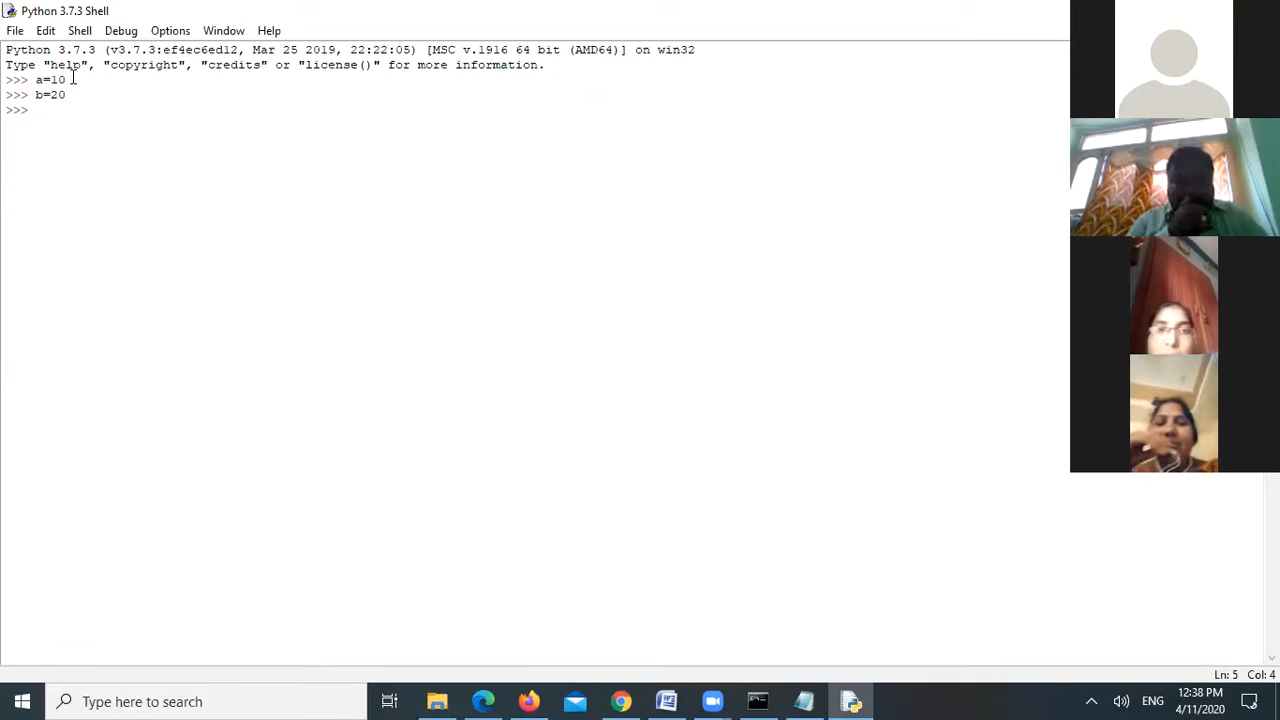 Python 3.7.3 Shell
File Edit Shell Debug Options Window Help
Python 3.7.3 (v3.7.3:ef4ec6ed12, Mar 25 2019, 22:22:05) [MSC v.1916 64 bit (AMD64)] on win32
Type "help", "copyright", "credits" or "license()" for more information.
>>> a=10
>>> b=20
>>>
Ln: 5 Col: 4
Type here to search
ENG
12:38 PM
4/11/2020